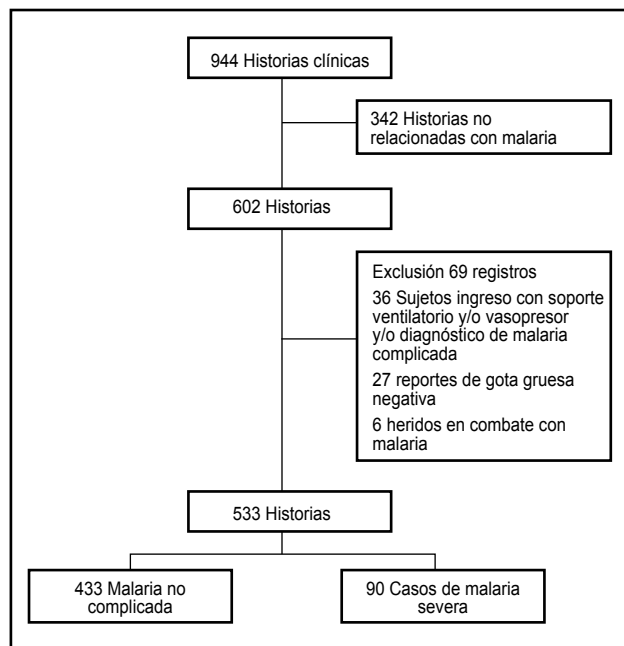 944 Historias clínicas
342 Historias no
relacionadas con malaria
602 Historias
Exclusión 69 registros
36 Sujetos ingreso con soporte
ventilatorio y/o vasopresor
y/o diagnóstico de malaria
complicada
27 reportes de gota gruesa
negativa
6 heridos en combate con
malaria
533 Historias
433 Malaria no
complicada
90 Casos de malaria
severa